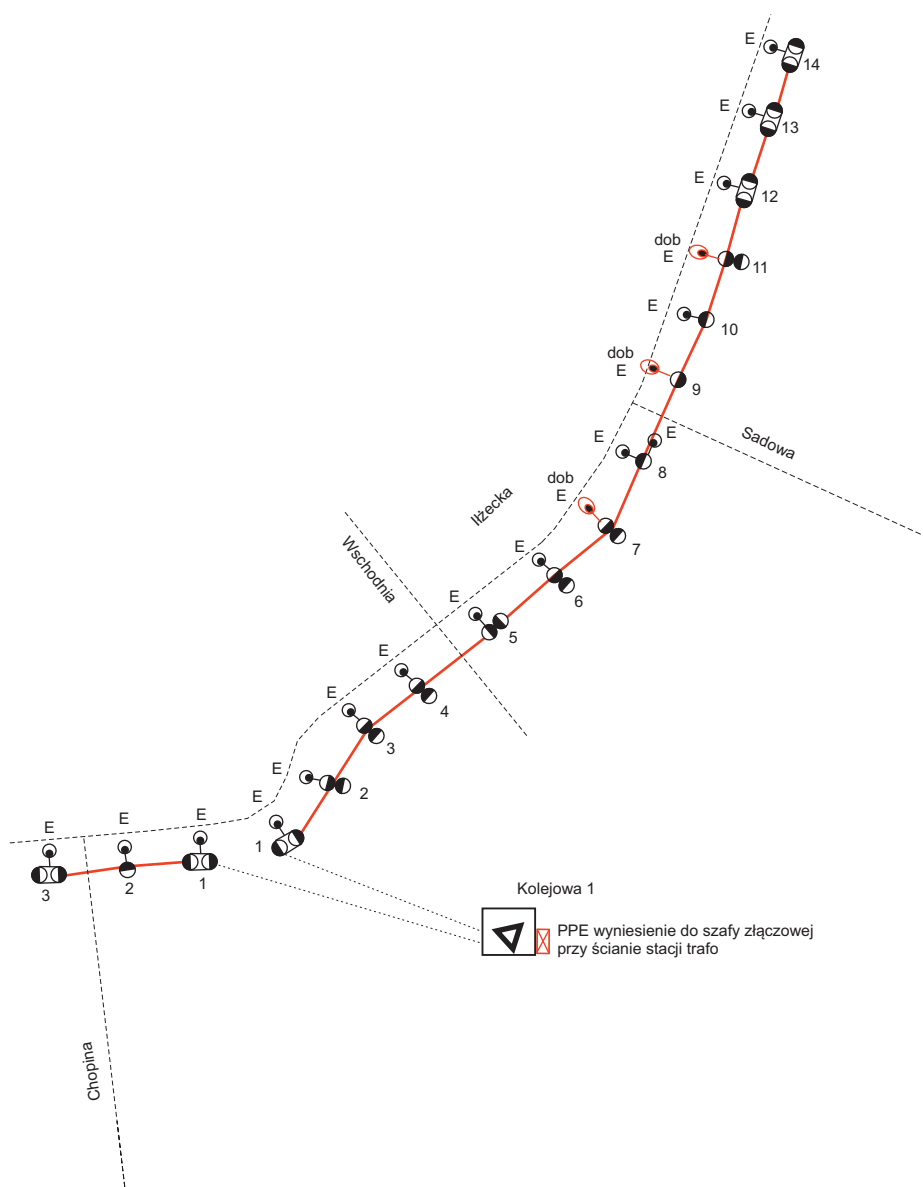 E
14
E
13
E
12
dob
E
11
E
10
dob
E
9
Sadowa
E
E
8
dob
E
7
Iłżecka
Wschodnia
E
6
E
5
E
4
E
3
E
2
E
1
E
E
E
3
2
1
Kolejowa 1
PPE wyniesienie do szafy złączowej
przy ścianie stacji trafo
Chopina